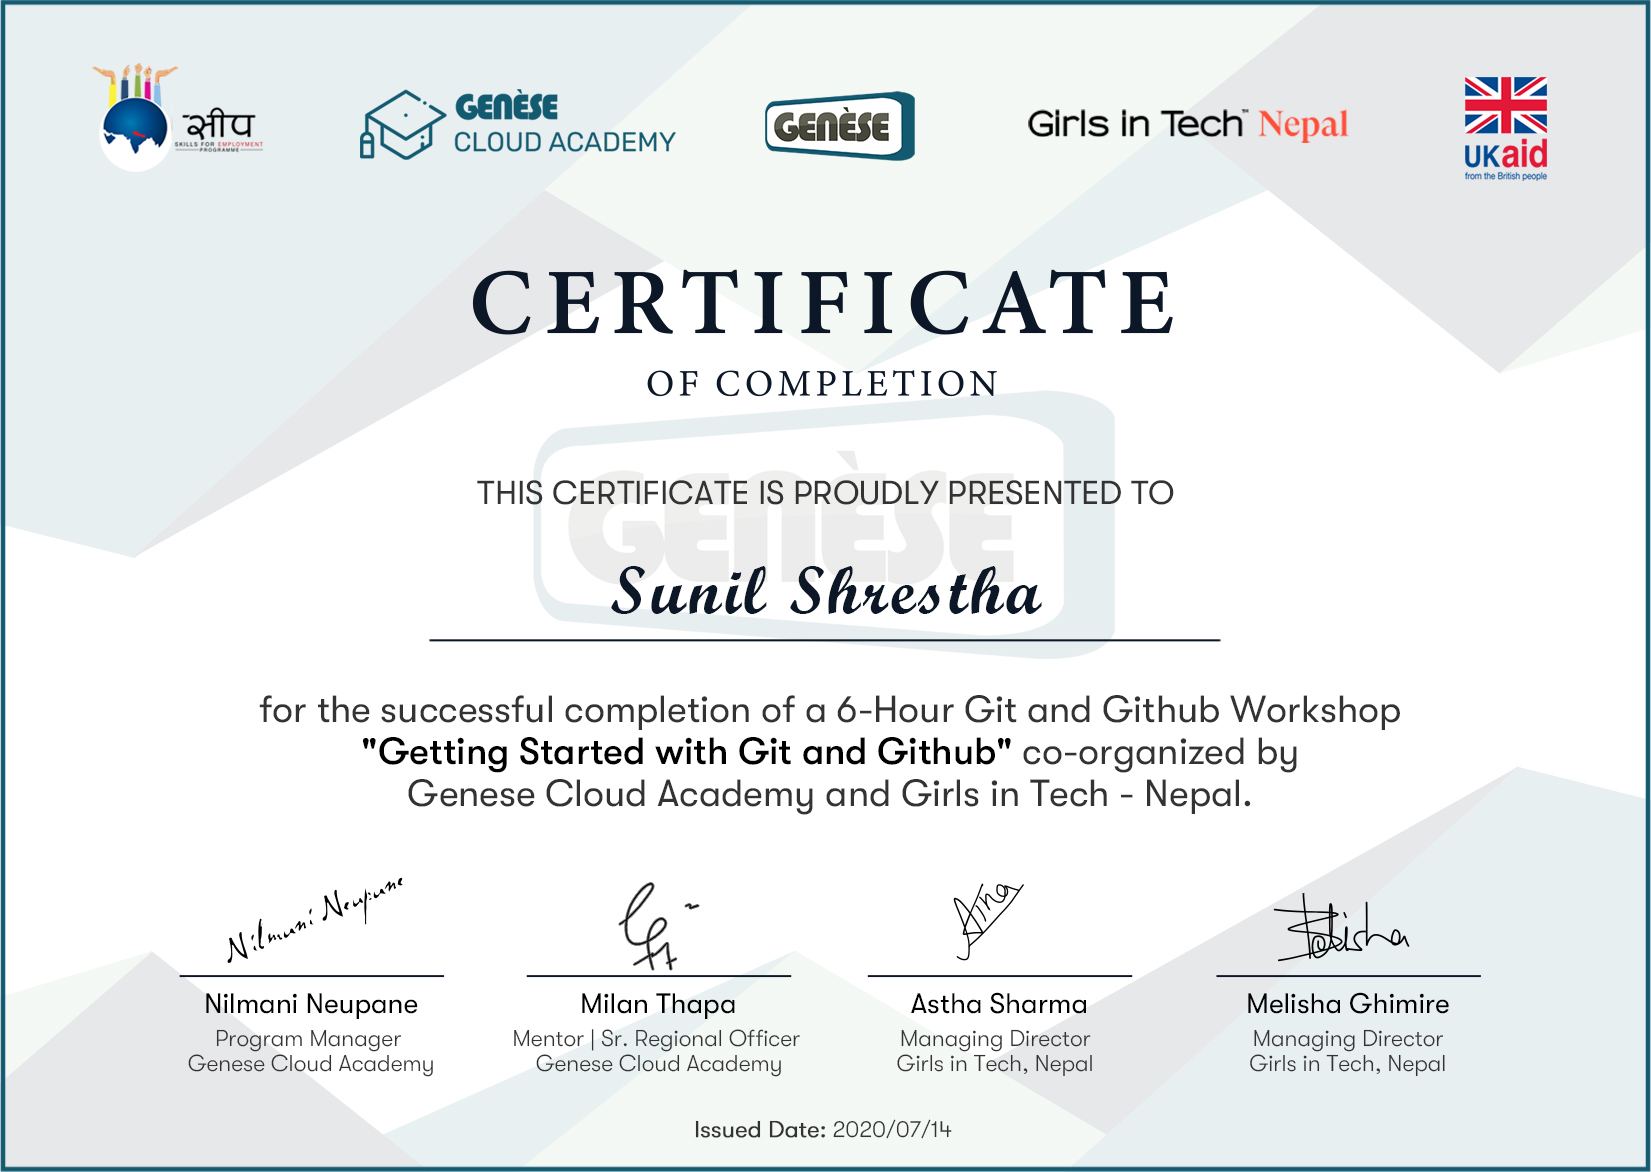 सीप
SKILLS FOR EMPLOYMENT
PROGRAMME
GENÈSE
CLOUD ACADEMY
GENÈSE
Girls in Tech™ Nepal
UKaid
from the British people
CERTIFICATE
OF COMPLETION
GENÈSE
THIS CERTIFICATE IS PROUDLY PRESENTED TO
Sunil Shrestha
for the successful completion of a 6-Hour Git and Github Workshop
"Getting Started with Git and Github" co-organized by
Genese Cloud Academy and Girls in Tech - Nepal.
Nilmani Neupane
Nilmani Neupane
Program Manager
Genese Cloud Academy
Milan Thapa
Mentor | Sr. Regional Officer
Genese Cloud Academy
Astha Sharma
Managing Director
Girls in Tech, Nepal
Melisha Ghimire
Managing Director
Girls in Tech, Nepal
Issued Date: 2020/07/14